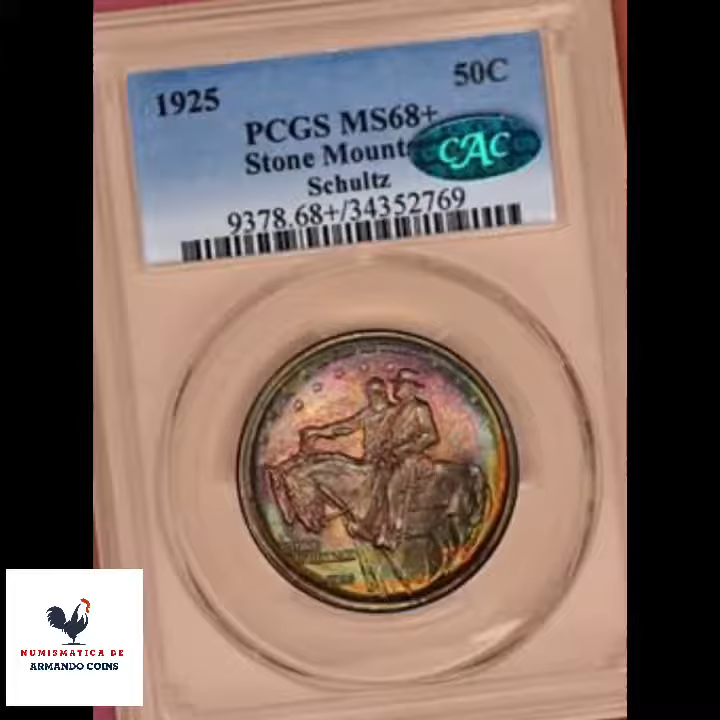 1925 50C
PCGS MS68+
Stone Mount
CAC
Schultz
9378.68+/34352769
NUMISMATICA DE
ARMANDO COINS